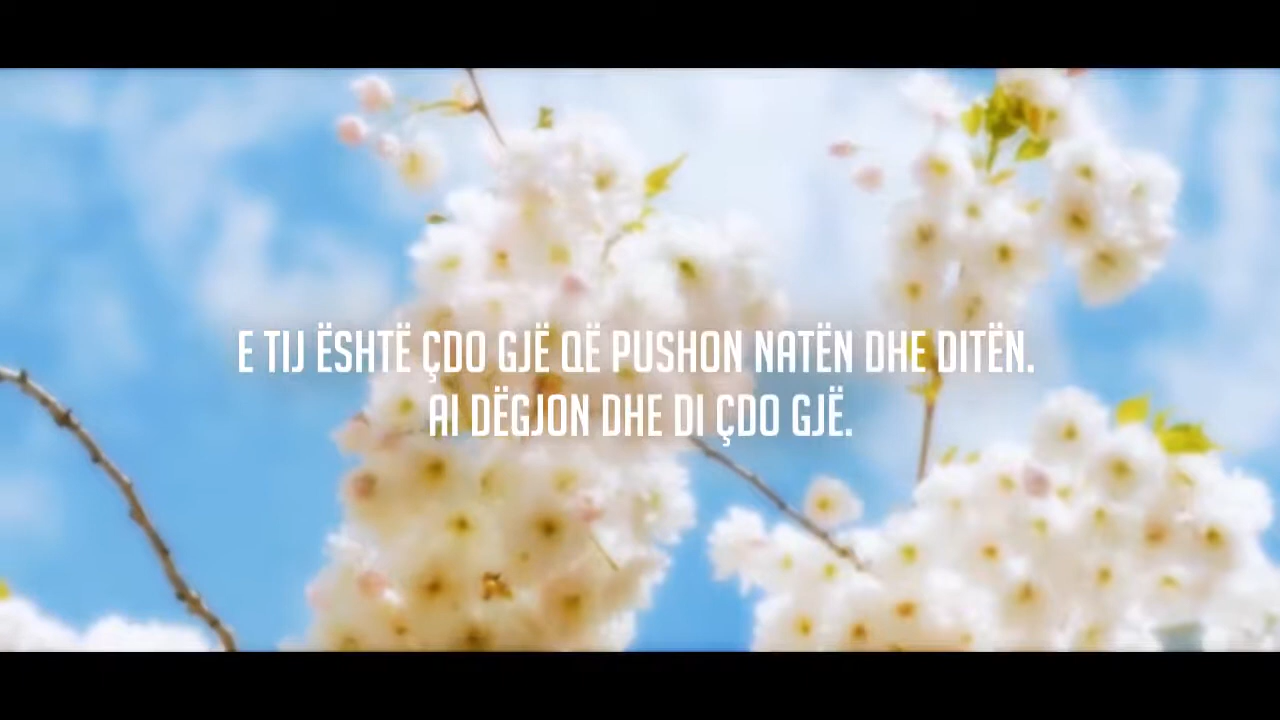 E TIJ ËSHTË ÇDO GJË QË PUSHON NATËN DHE DITËN.
AI DËGJON DHE DI ÇDO GJË.